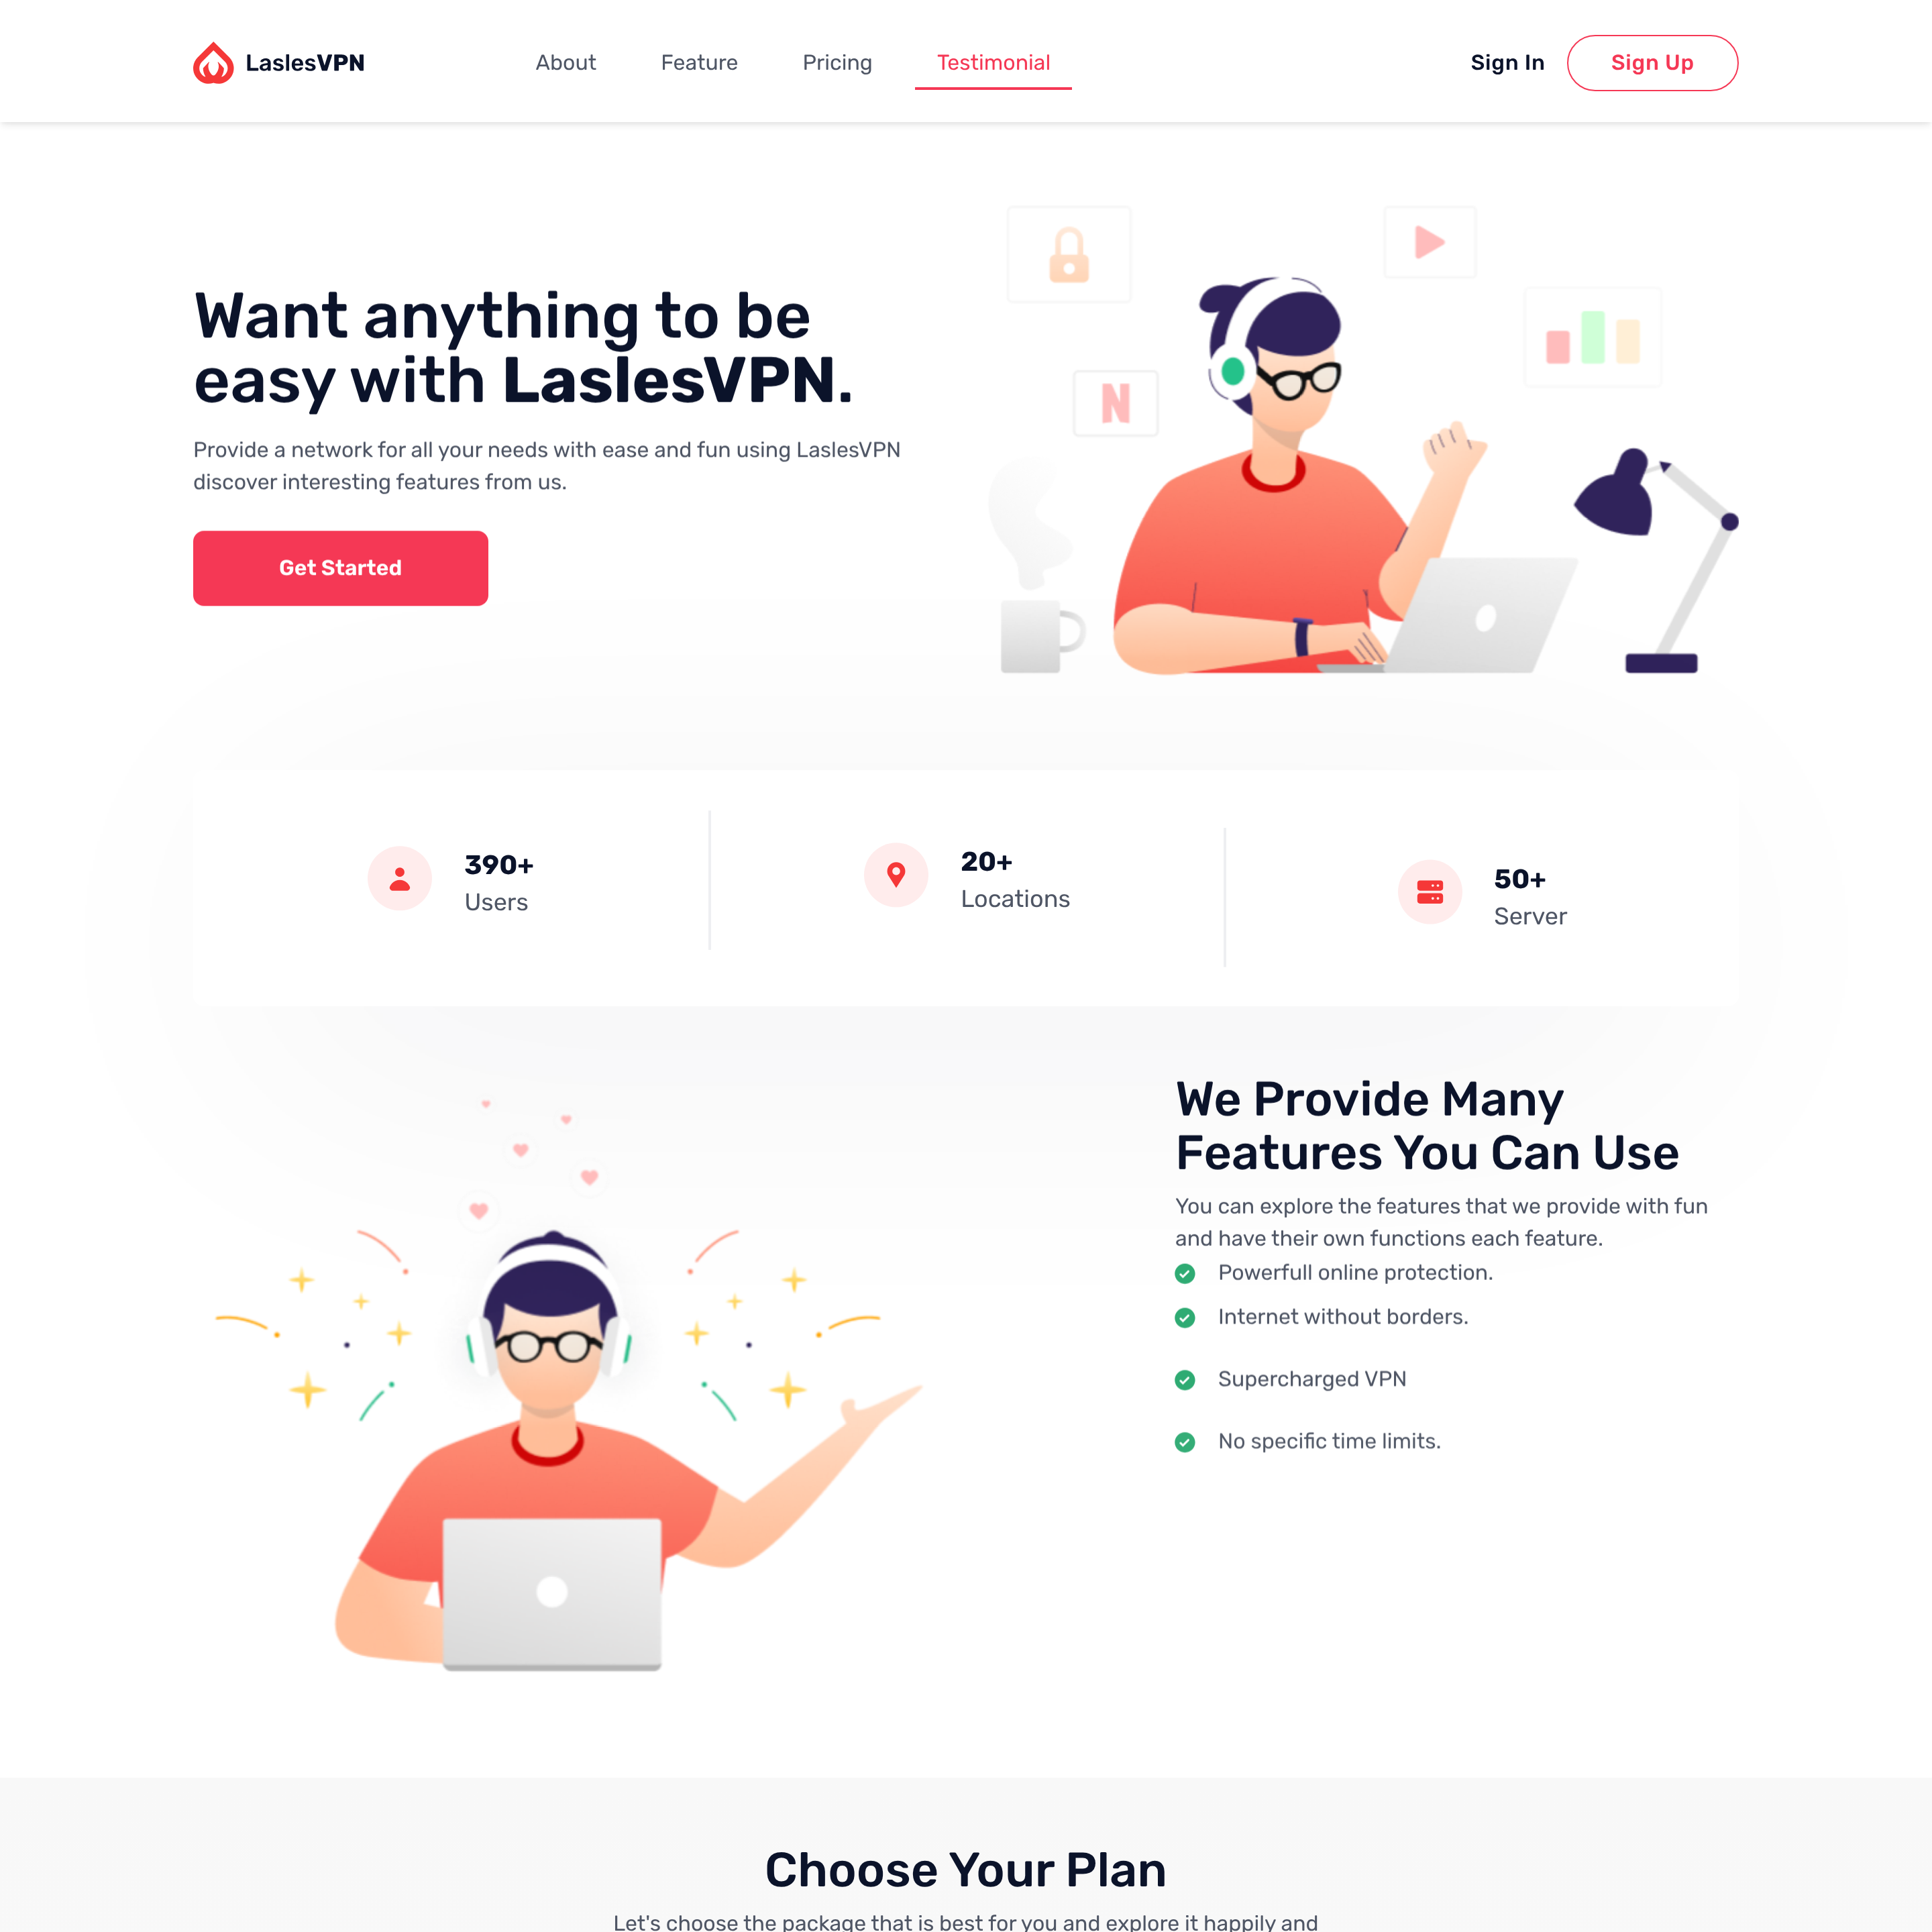 LaslesVPN
About
Feature
Pricing
Testimonial
Sign In
Sign Up
Want anything to be
easy with LaslesVPN.
Provide a network for all your needs with ease and fun using LaslesVPN
discover interesting features from us.
Get Started
N
390+
Users
20+
Locations
50+
Server
We Provide Many
Features You Can Use
You can explore the features that we provide with fun
and have their own functions each feature.
Powerfull online protection.
Internet without borders.
Supercharged VPN
No specific time limits.
Choose Your Plan
Let's choose the package that is best for you and explore it happily and